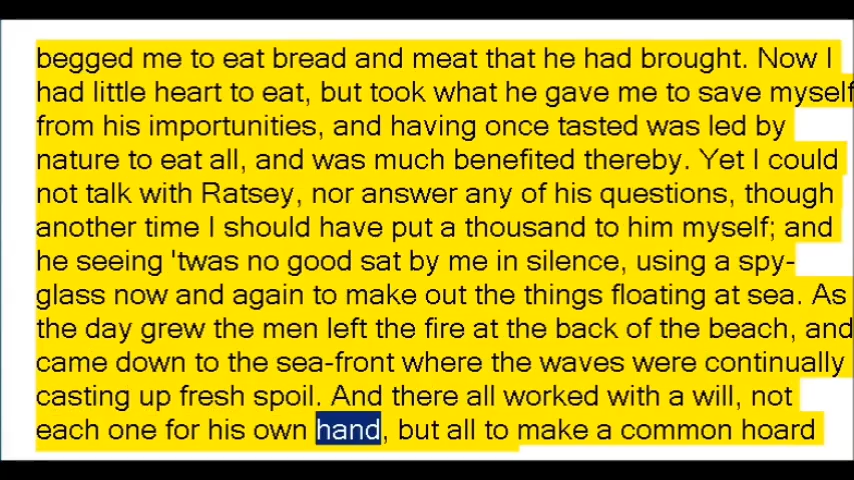 begged me to eat bread and meat that he had brought. Now I
had little heart to eat, but took what he gave me to save myself
from his importunities, and having once tasted was led by
nature to eat all, and was much benefited thereby. Yet I could
not talk with Ratsey, nor answer any of his questions, though
another time I should have put a thousand to him myself; and
he seeing 'twas no good sat by me in silence, using a spy-
glass now and again to make out the things floating at sea. As
the day grew the men left the fire at the back of the beach, and
came down to the sea-front where the waves were continually
casting up fresh spoil. And there all worked with a will, not
each one for his own hand, but all to make a common hoard